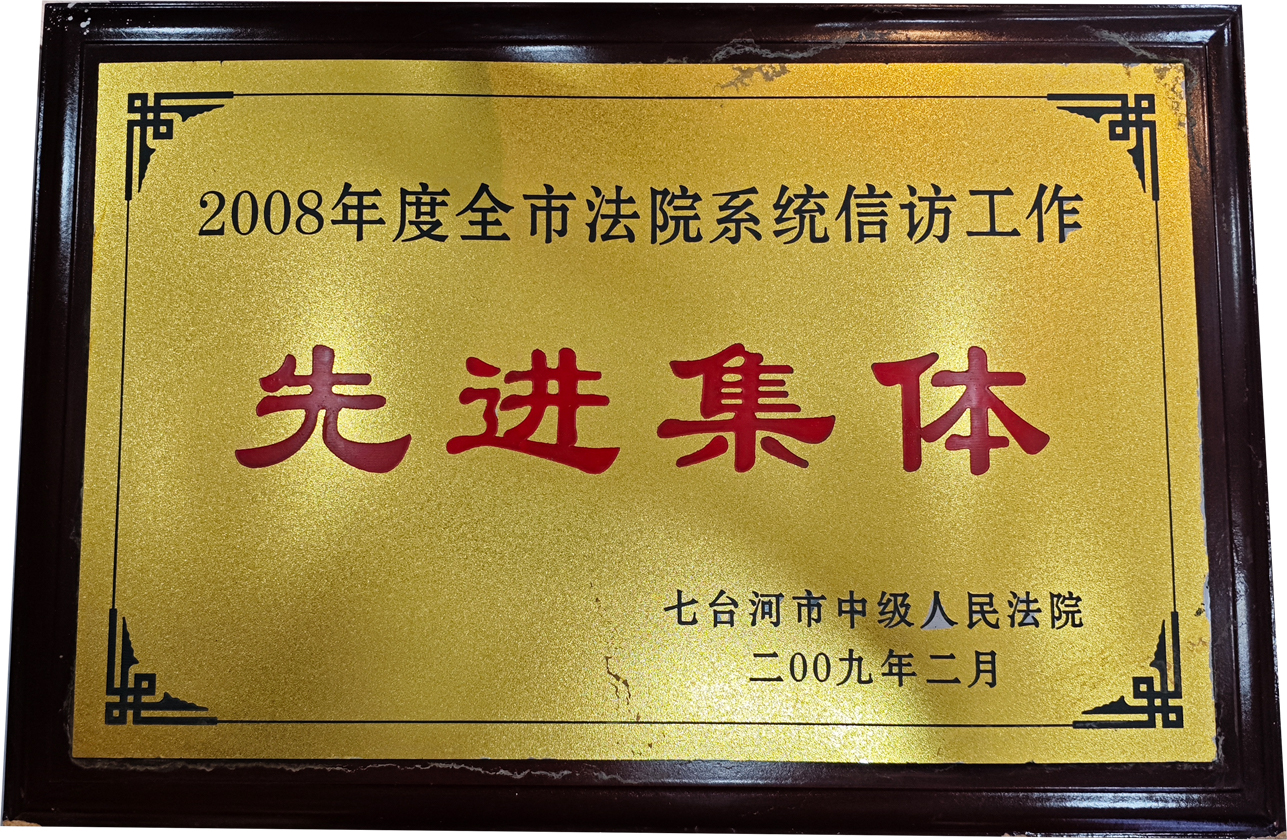 2008年度全市法院系统信访工作
先进集体
七台河市中级人民法院
二00九年二月